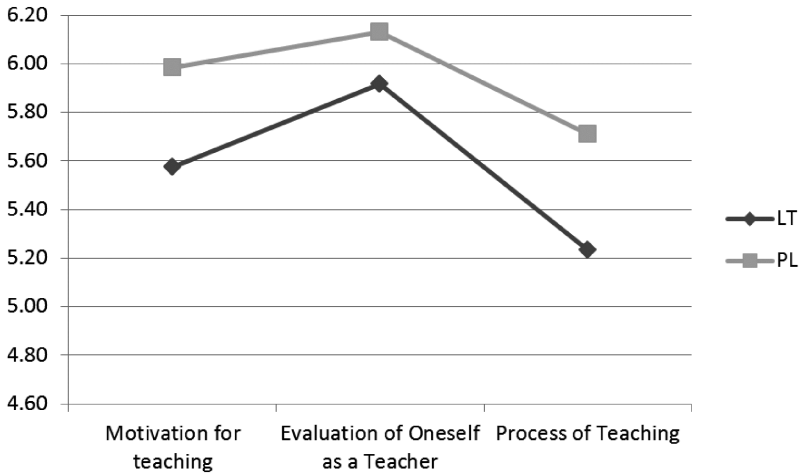 6.20
6.00
5.80
5.60
5.40
5.20
5.00
4.80
4.60
Motivation for
teaching
Evaluation of Oneself
as a Teacher
Process of Teaching
LT
PL